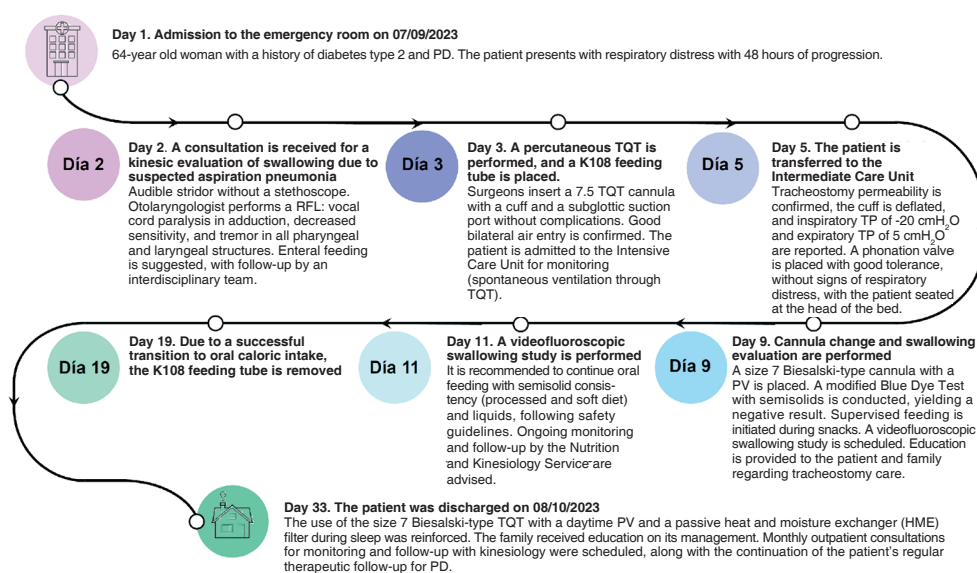 Day 1. Admission to the emergency room on 07/09/2023
64-year old woman with a history of diabetes type 2 and PD. The patient presents with respiratory distress with 48 hours of progression.
Día 2
Day 2. A consultation is received for a
kinesic evaluation of swallowing due to
suspected aspiration pneumonia
Audible stridor without a stethoscope.
Otolaryngologist performs a RFL: vocal
cord paralysis in adduction, decreased
sensitivity, and tremor in all pharyngeal
and laryngeal structures. Enteral feeding
is suggested, with follow-up by an
interdisciplinary team.
Día 3
Day 3. A percutaneous TQT is
performed, and a K108 feeding
tube is placed.
Surgeons insert a 7.5 TQT cannula
with a cuff and a subglottic suction
port without complications. Good
bilateral air entry is confirmed. The
patient is admitted to the Intensive
Care Unit for monitoring
(spontaneous ventilation through
TQT).
Día 5
Day 5. The patient is
transferred to the
Intermediate Care Unit
Tracheostomy permeability is
confirmed, the cuff is deflated,
and inspiratory TP of -20 cmH2O
and expiratory TP of 5 cmH2O
are reported. A phonation valve
is placed with good tolerance,
without signs of respiratory
distress, with the patient seated
at the head of the bed.
Día 19
Day 19. Due to a successful
transition to oral caloric intake,
the K108 feeding tube is removed
Día 11
Day 11. A videofluoroscopic
swallowing study is performed
It is recommended to continue oral
feeding with semisolid consis-
tency (processed and soft diet)
and liquids, following safety
guidelines. Ongoing monitoring
and follow-up by the Nutrition
and Kinesiology Service are
advised.
Día 9
Day 9. Cannula change and swallowing
evaluation are performed
A size 7 Biesalski-type cannula with a
PV is placed. A modified Blue Dye Test
with semisolids is conducted, yielding a
negative result. Supervised feeding is
initiated during snacks. A videofluoroscopic
swallowing study is scheduled. Education
is provided to the patient and family
regarding tracheostomy care.
Day 33. The patient was discharged on 08/10/2023
The use of the size 7 Biesalski-type TQT with a daytime PV and a passive heat and moisture exchanger (HME)
filter during sleep was reinforced. The family received education on its management. Monthly outpatient consultations
for monitoring and follow-up with kinesiology were scheduled, along with the continuation of the patient's regular
therapeutic follow-up for PD.